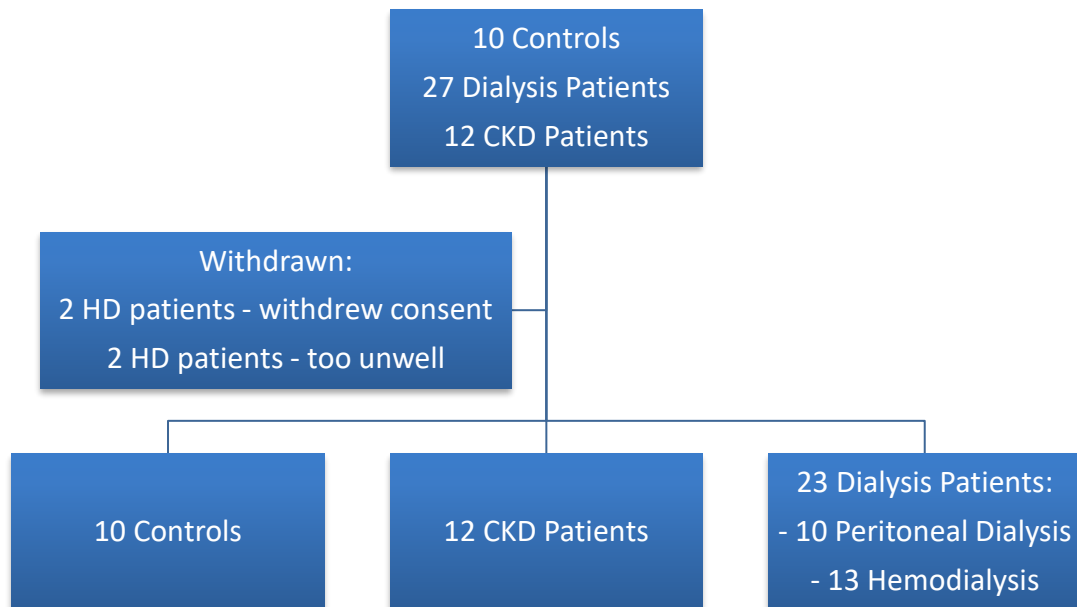 10 Controls
27 Dialysis Patients
12 CKD Patients
Withdrawn:
2 HD patients - withdrew consent
2 HD patients - too unwell
10 Controls
12 CKD Patients
23 Dialysis Patients:
- 10 Peritoneal Dialysis
- 13 Hemodialysis